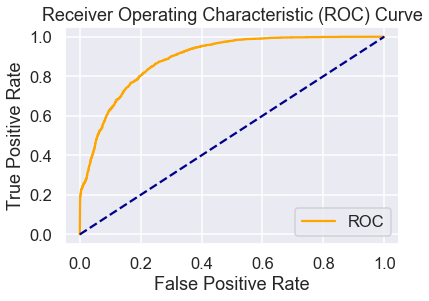 Receiver Operating Characteristic (ROC) Curve
True Positive Rate
1.0
0.8
0.6
0.4
0.2
0.0
ROC
0.0 0.2 0.4 0.6 0.8 1.0
False Positive Rate